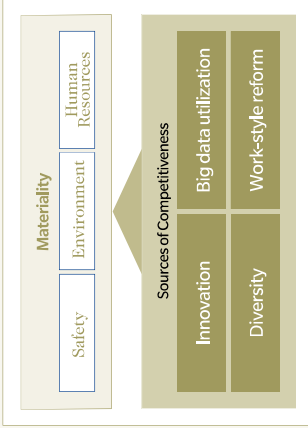 Materiality
Safety
Environment
Human
Resources
Sources of Competitiveness
Innovation
Big data utilization
Diversity
Work-style reform